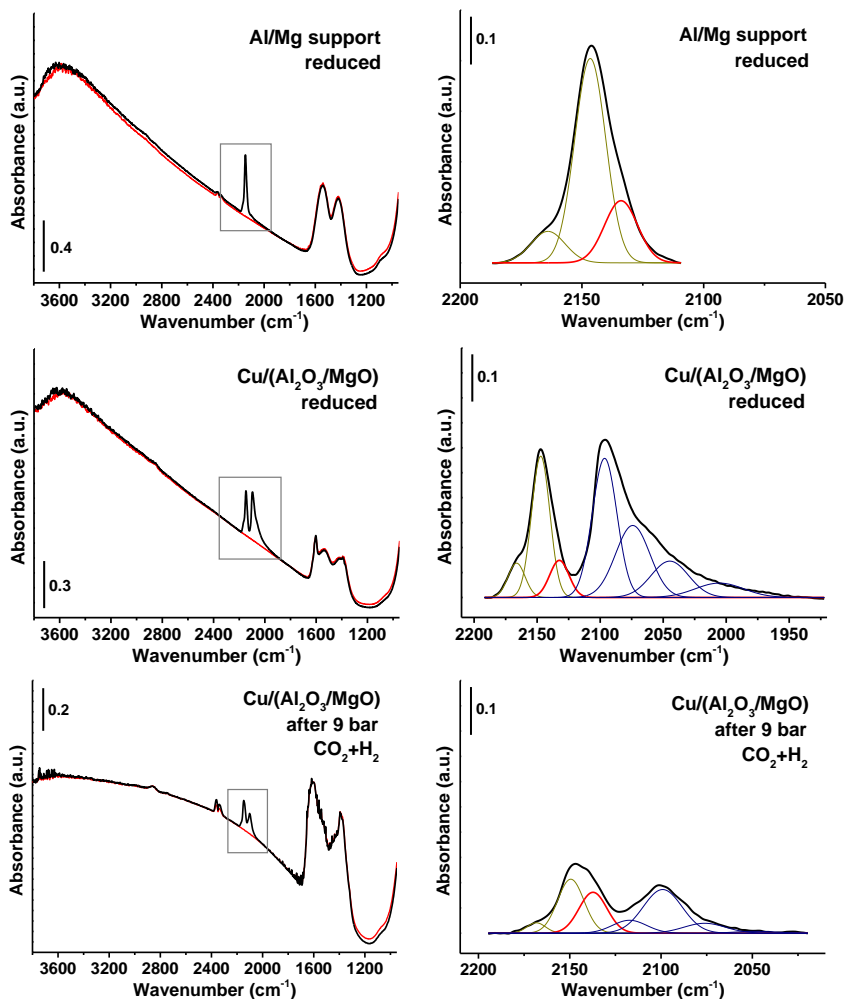 Al/Mg support
reduced
0.4
Absorbance (a.u.)
3600 3200 2800 2400 2000 1600 1200
Wavenumber (cm⁻¹)
0.1
Al/Mg support
reduced
Absorbance (a.u.)
2200 2150 2100 2050
Wavenumber (cm⁻¹)
Cu/(Al₂O₃/MgO)
reduced
0.3
Absorbance (a.u.)
3600 3200 2800 2400 2000 1600 1200
Wavenumber (cm⁻¹)
0.1
Cu/(Al₂O₃/MgO)
reduced
Absorbance (a.u.)
2200 2150 2100 2050 2000 1950
Wavenumber (cm⁻¹)
0.2
Cu/(Al₂O₃/MgO)
after 9 bar
CO₂+H₂
Absorbance (a.u.)
3600 3200 2800 2400 2000 1600 1200
Wavenumber (cm⁻¹)
0.1
Cu/(Al₂O₃/MgO)
after 9 bar
CO₂+H₂
Absorbance (a.u.)
2200 2150 2100 2050
Wavenumber (cm⁻¹)